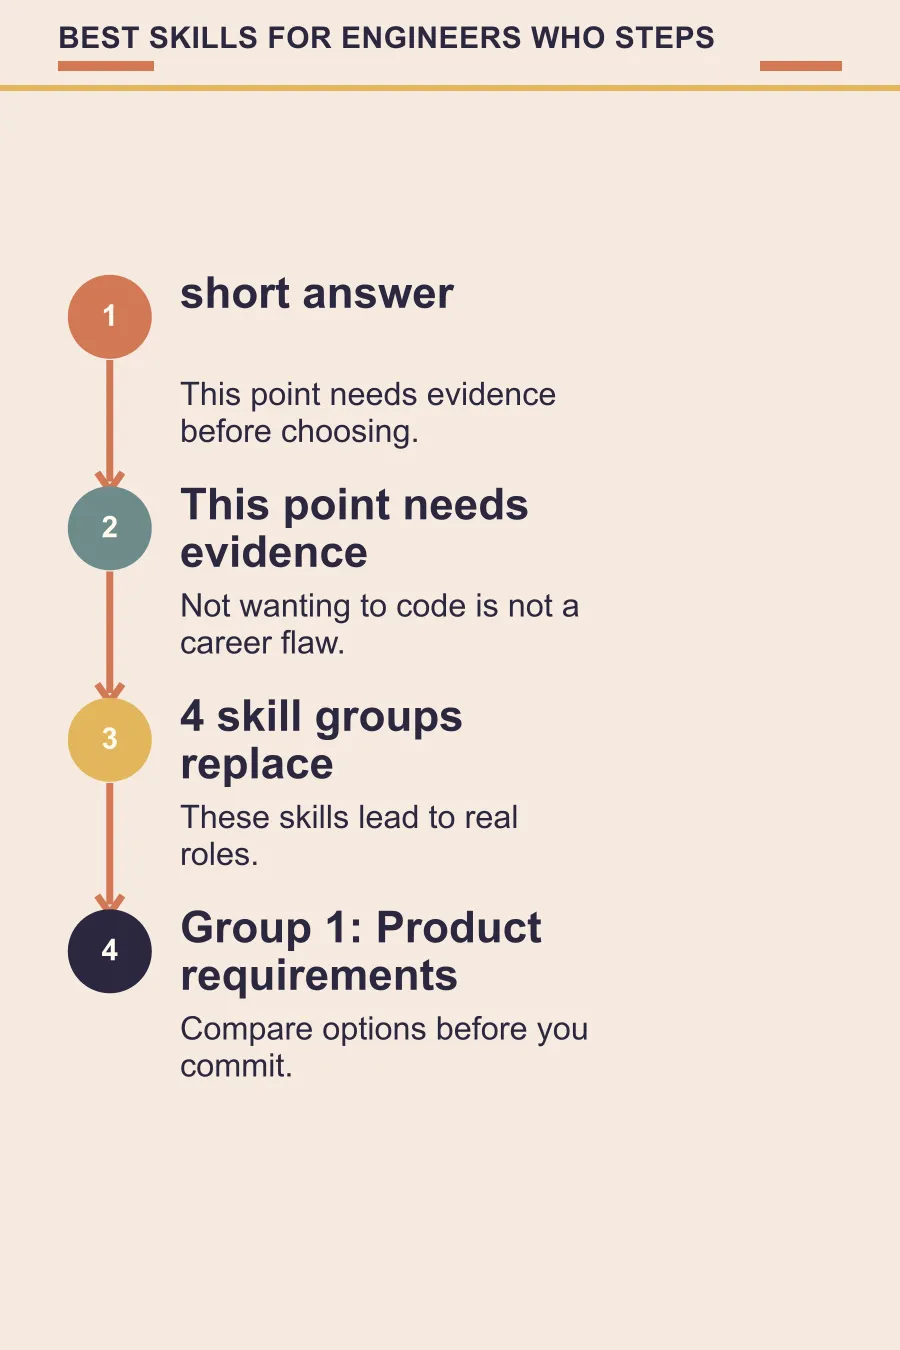 BEST SKILLS FOR ENGINEERS WHO STEPS
1
short answer
This point needs evidence
before choosing.
2
This point needs
evidence
Not wanting to code is not a
career flaw.
3
4 skill groups
replace
These skills lead to real
roles.
4
Group 1: Product
requirements
Compare options before you
commit.